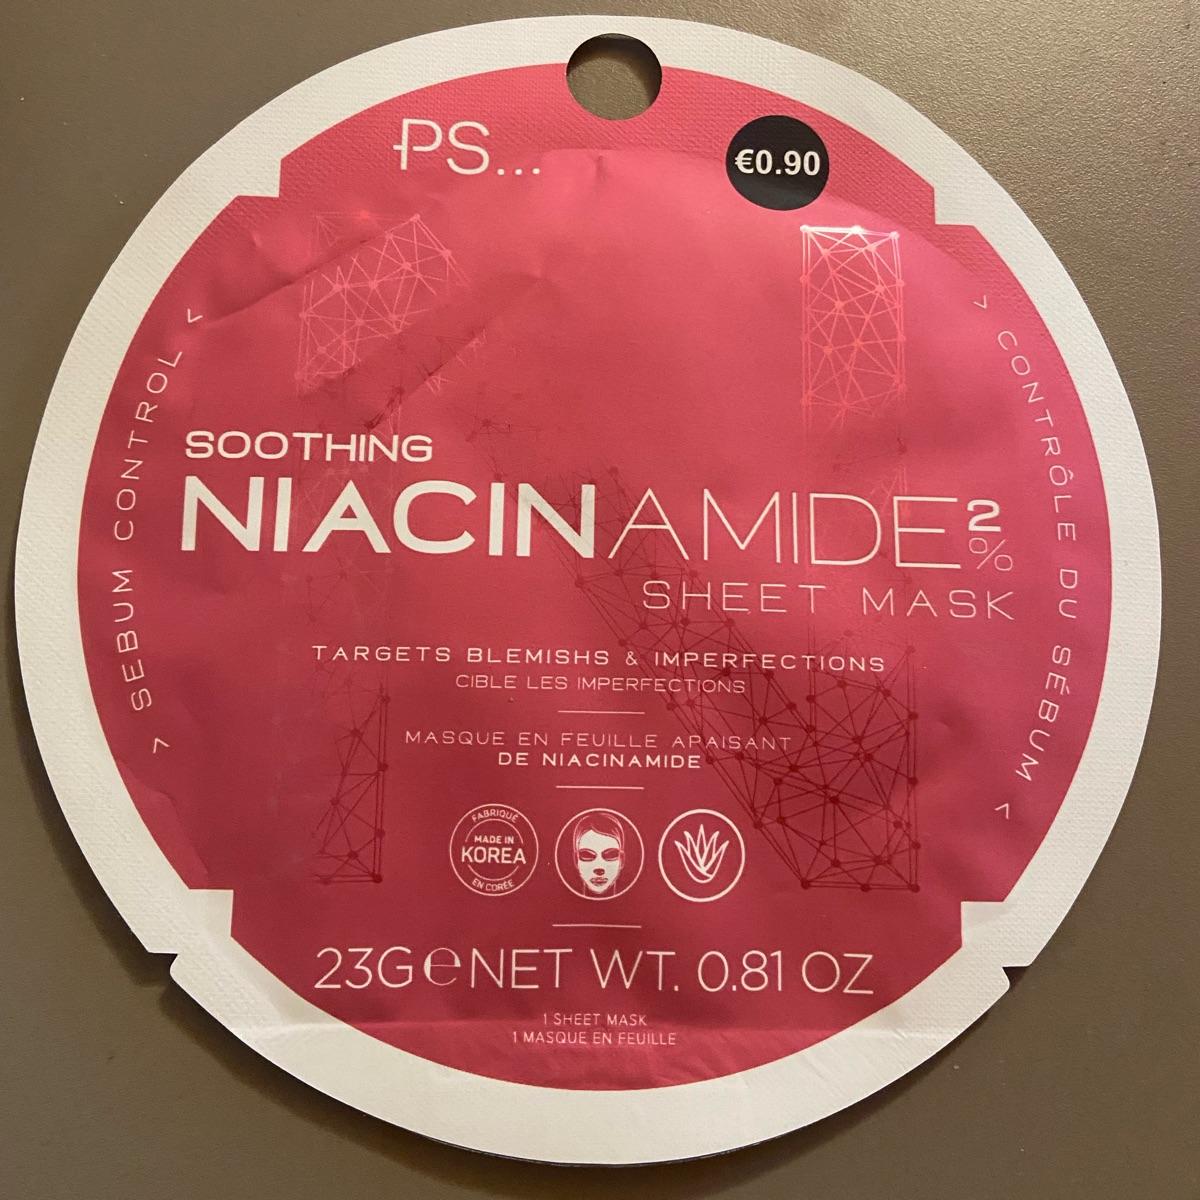 PS...
€0.90
< SEBUM CONTROL >
< CONTRÔLE DU SÉBUM >
SOOTHING
NIACINAMIDE 2%
SHEET MASK
TARGETS BLEMISHS & IMPERFECTIONS
CIBLE LES IMPERFECTIONS
MASQUE EN FEUILLE APAISANT
DE NIACINAMIDE
FABRIQUÉ
MADE IN
KOREA
EN CORÉE
23G e NET WT. 0.81 OZ
1 SHEET MASK
1 MASQUE EN FEUILLE